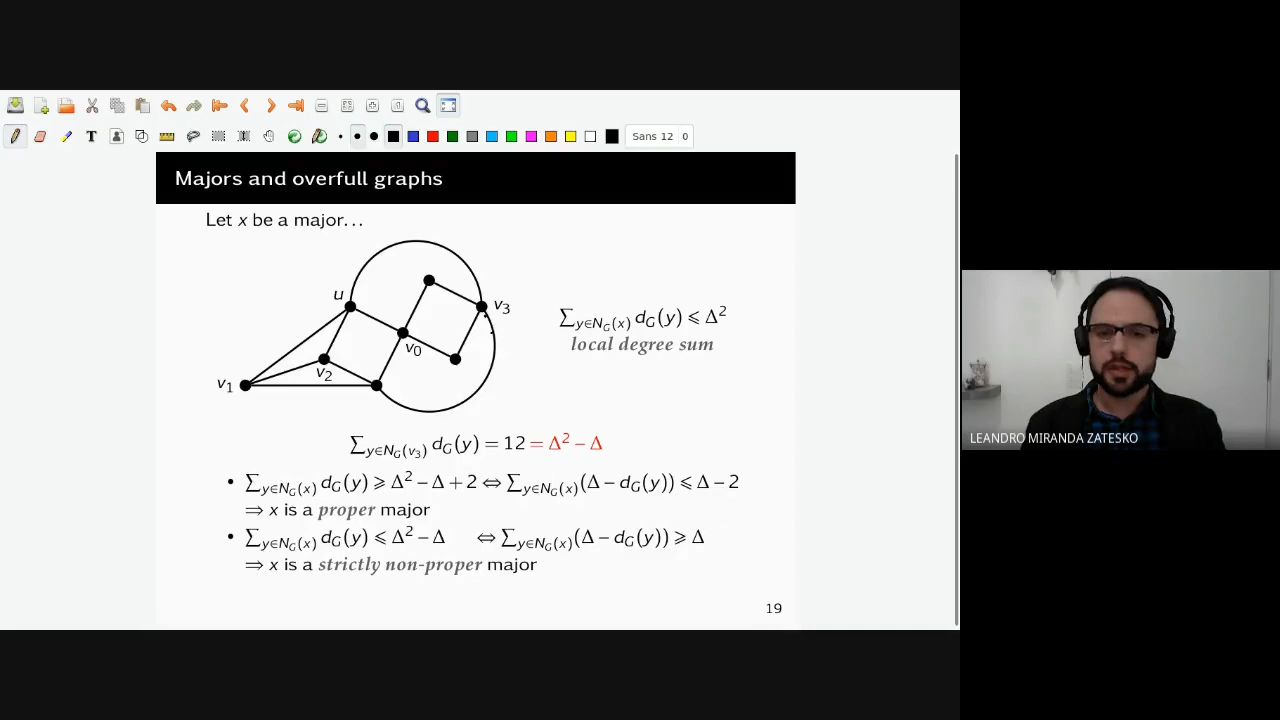 Sans 12 0
Majors and overfull graphs
Let x be a major...
u
v3
v0
v2
v1
∑y∈NG(x) dG(y) ⩽ Δ²
local degree sum
∑y∈NG(v3) dG(y) = 12 = Δ² − Δ
• ∑y∈NG(x) dG(y) ⩾ Δ² − Δ + 2 ⇔ ∑y∈NG(x)(Δ − dG(y)) ⩽ Δ − 2
⇒ x is a proper major
• ∑y∈NG(x) dG(y) ⩽ Δ² − Δ ⇔ ∑y∈NG(x)(Δ − dG(y)) ⩾ Δ
⇒ x is a strictly non-proper major
19
LEANDRO MIRANDA ZATESKO